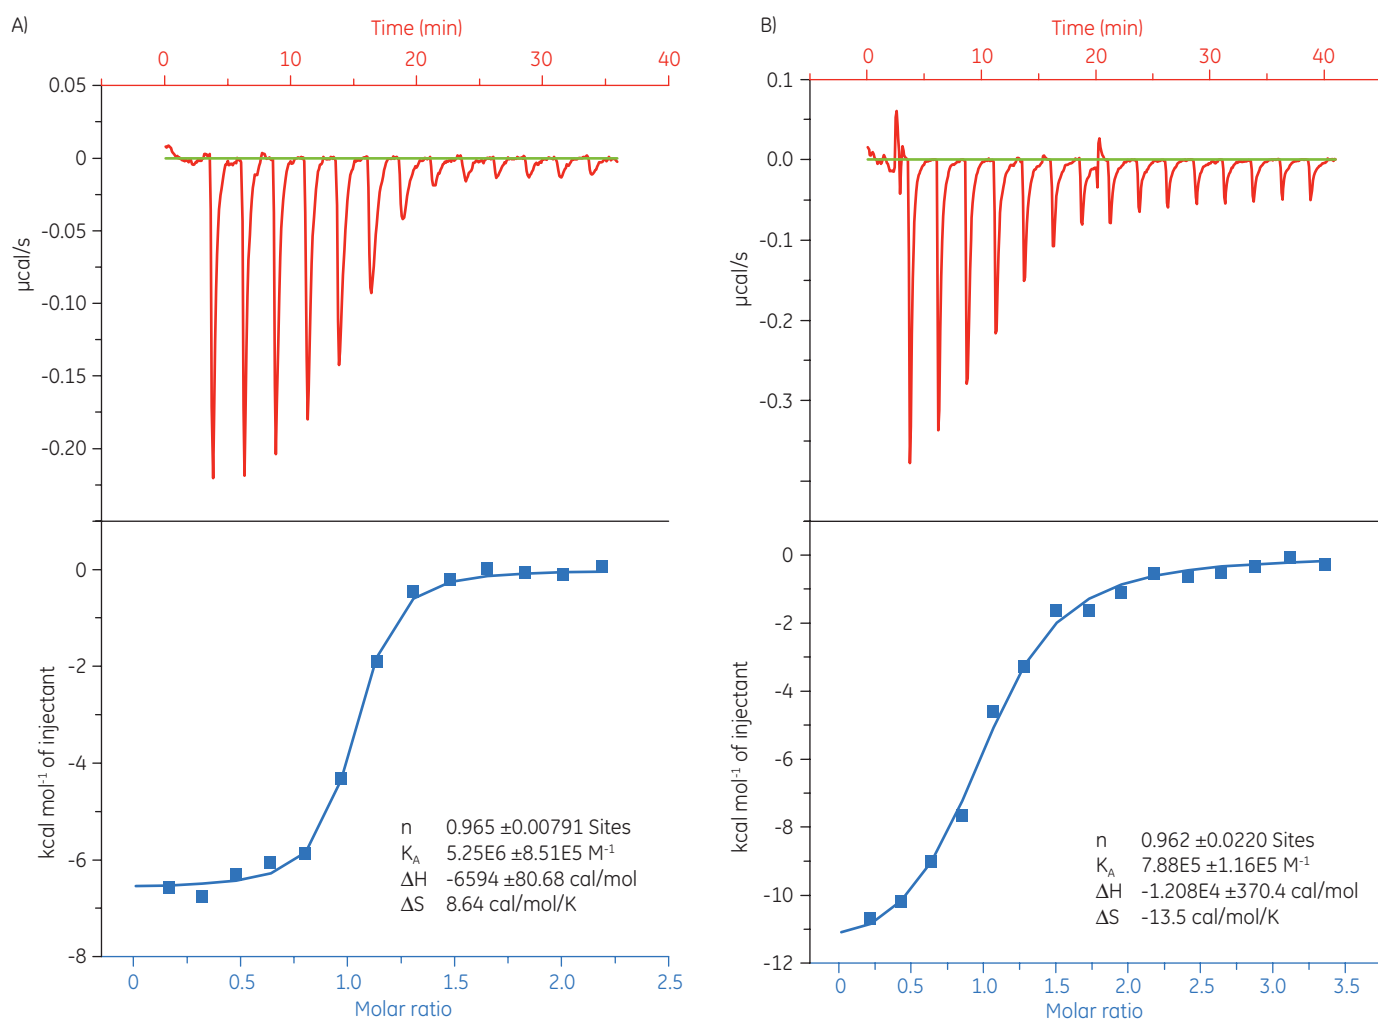 A)
Time (min)
0 10 20 30 40
0.05
0
-0.05
-0.10
-0.15
-0.20
µcal/s
0
-2
-4
-6
-8
kcal mol⁻¹ of injectant
n 0.965 ±0.00791 Sites
K_A 5.25E6 ±8.51E5 M⁻¹
ΔH -6594 ±80.68 cal/mol
ΔS 8.64 cal/mol/K
0 0.5 1.0 1.5 2.0 2.5
Molar ratio
B)
Time (min)
0 10 20 30 40
0.1
0.0
-0.1
-0.2
-0.3
µcal/s
0
-2
-4
-6
-8
-10
-12
kcal mol⁻¹ of injectant
n 0.962 ±0.0220 Sites
K_A 7.88E5 ±1.16E5 M⁻¹
ΔH -1.208E4 ±370.4 cal/mol
ΔS -13.5 cal/mol/K
0 0.5 1.0 1.5 2.0 2.5 3.0 3.5
Molar ratio